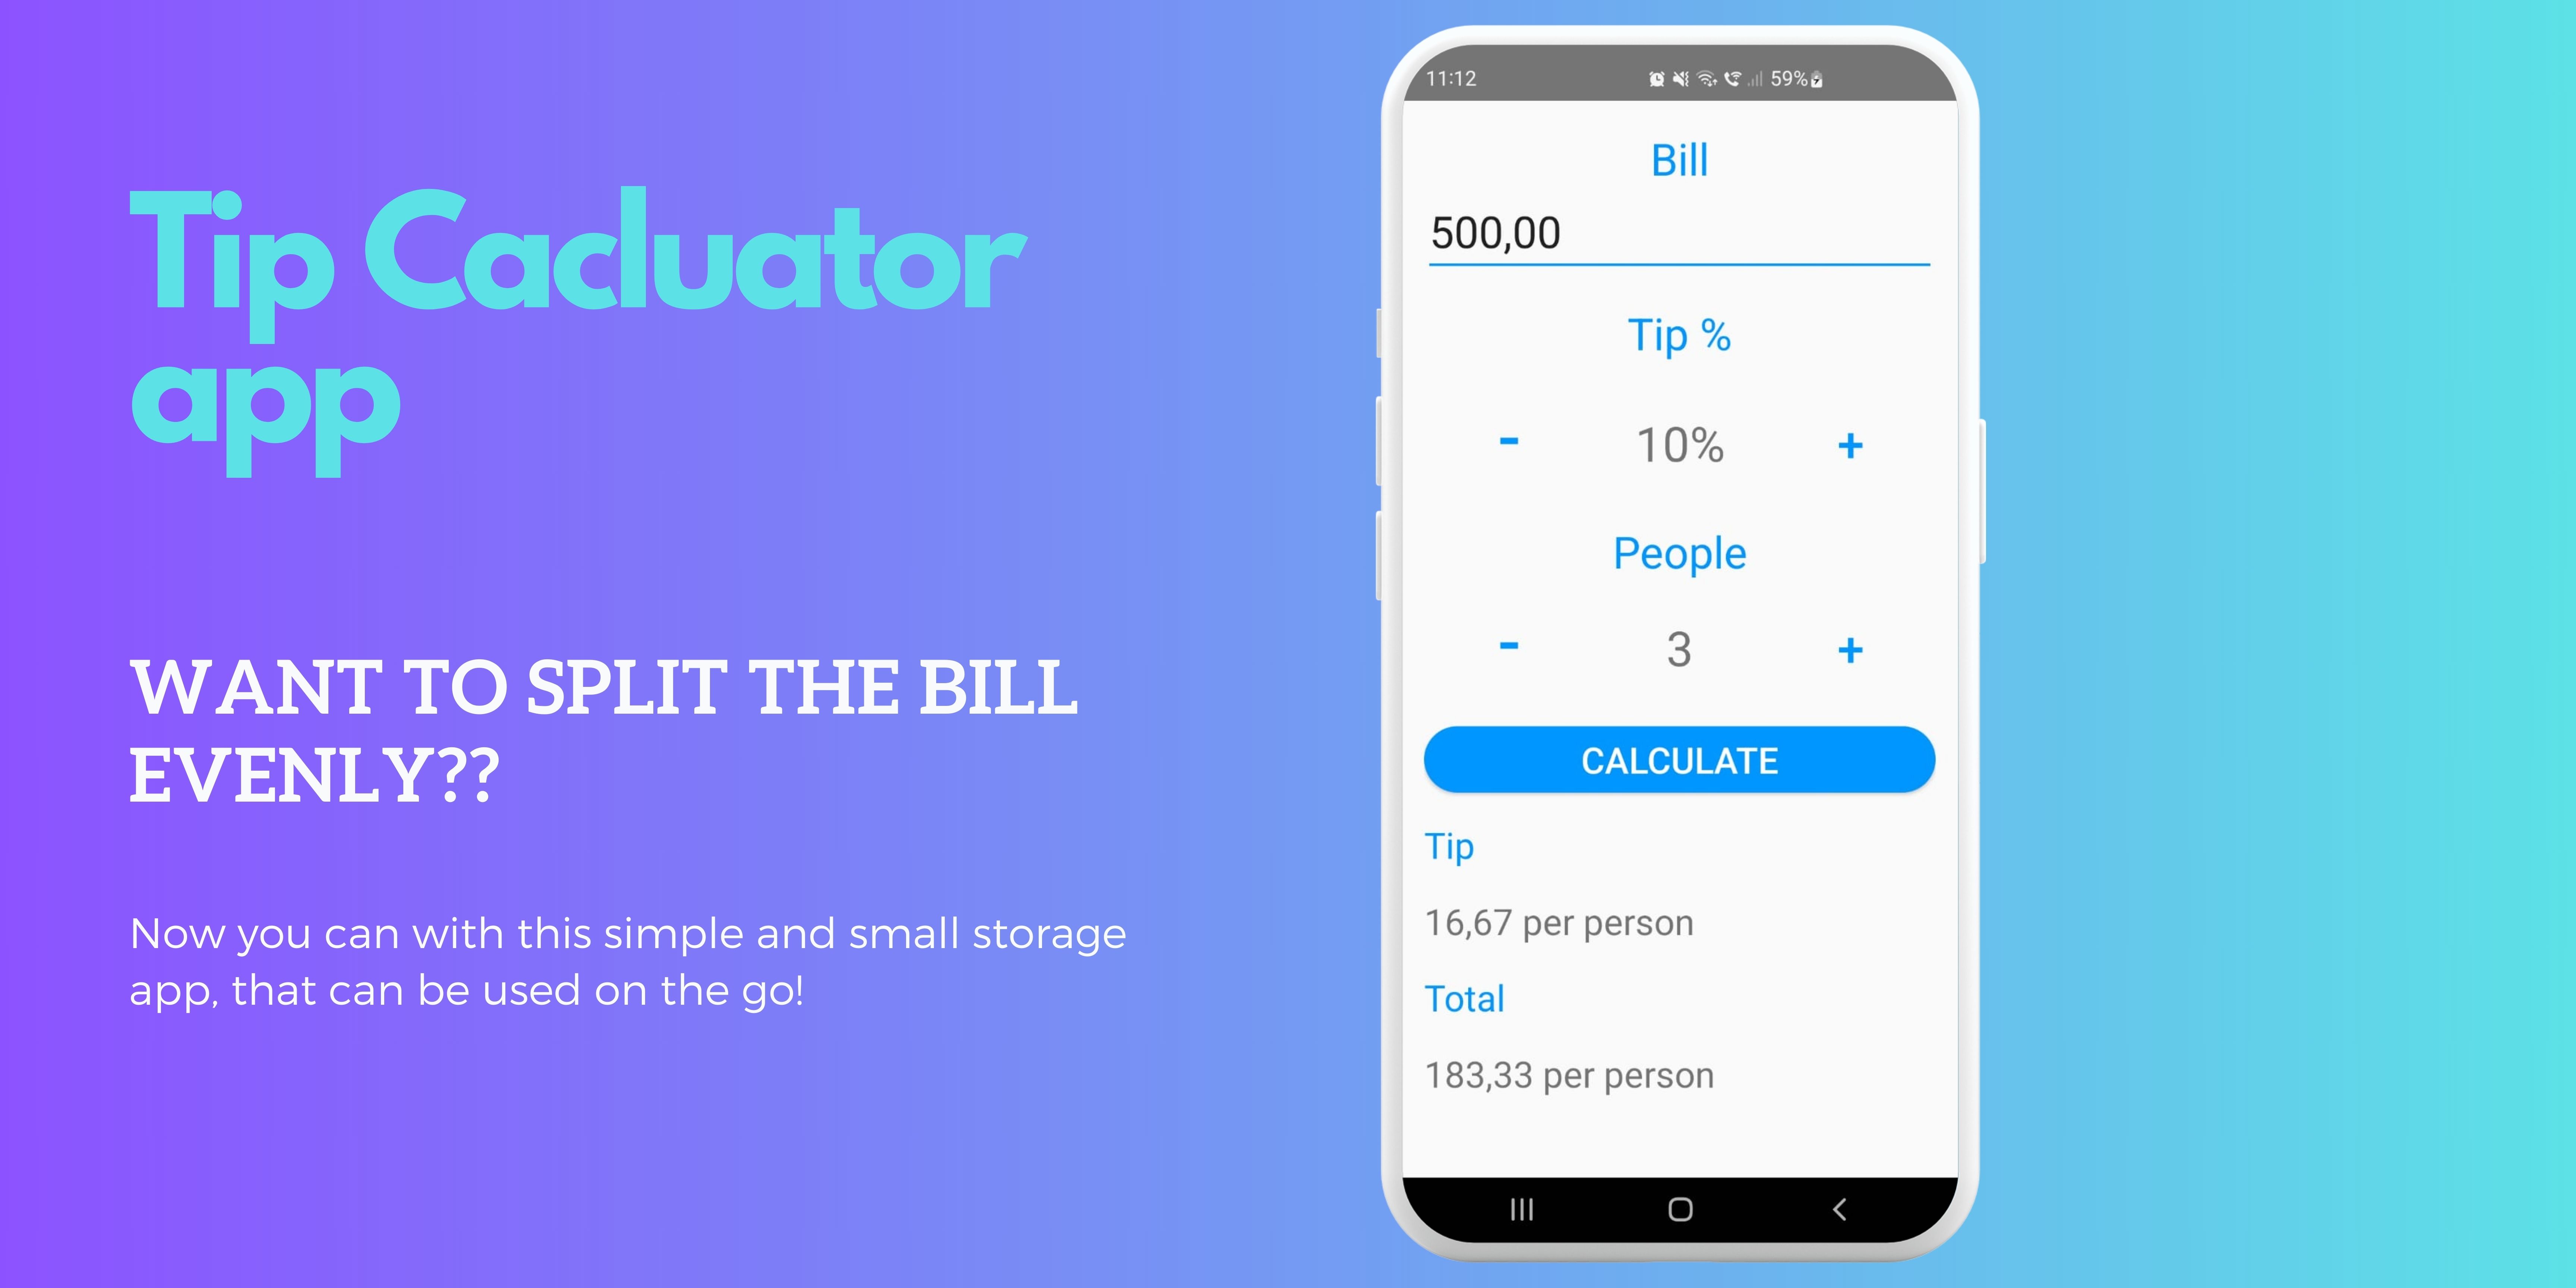 Tip Cacluator
app
WANT TO SPLIT THE BILL
EVENLY??
Now you can with this simple and small storage
app, that can be used on the go!
11:12 59%
Bill
500,00
Tip %
- 10% +
People
- 3 +
CALCULATE
Tip
16,67 per person
Total
183,33 per person